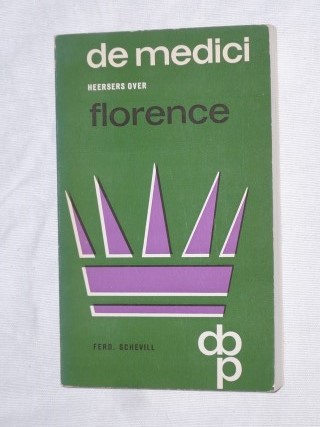 de medici
HEERSERS OVER
florence
FERD. SCHEVILL
dbp